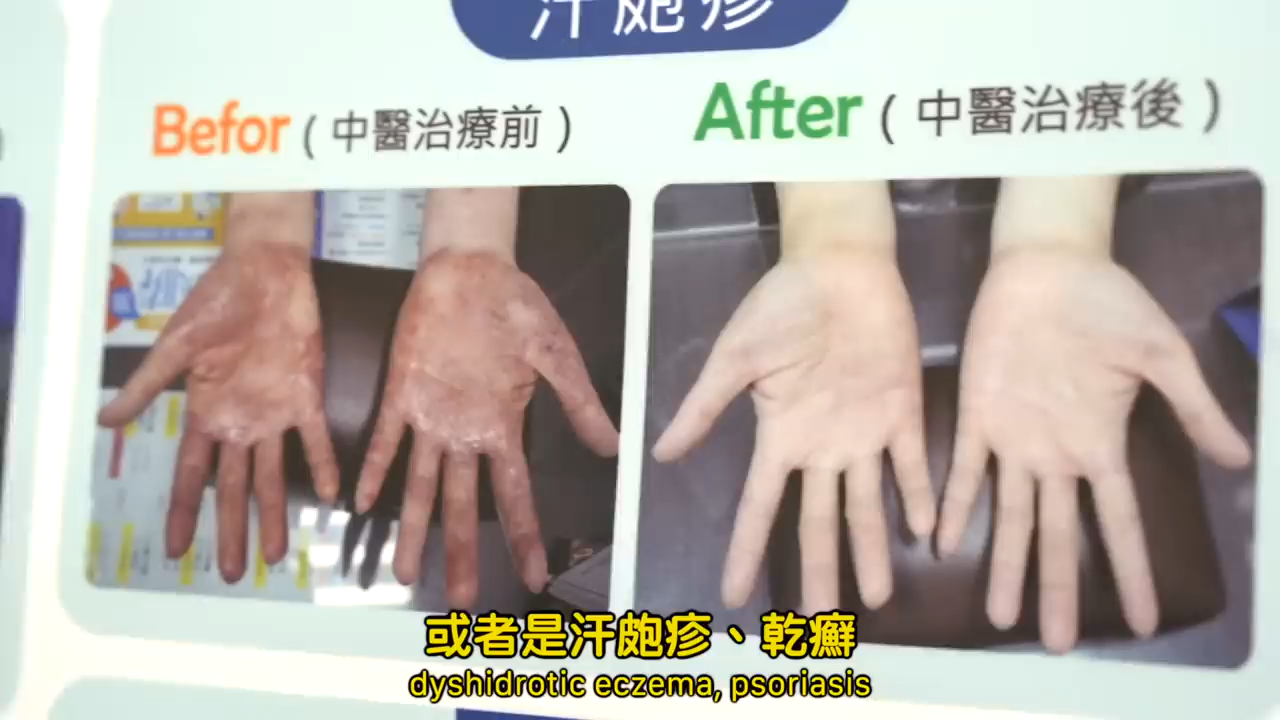 汗皰疹
Befor (中醫治療前)
After (中醫治療後)
或者是汗皰疹、乾癬
dyshidrotic eczema, psoriasis